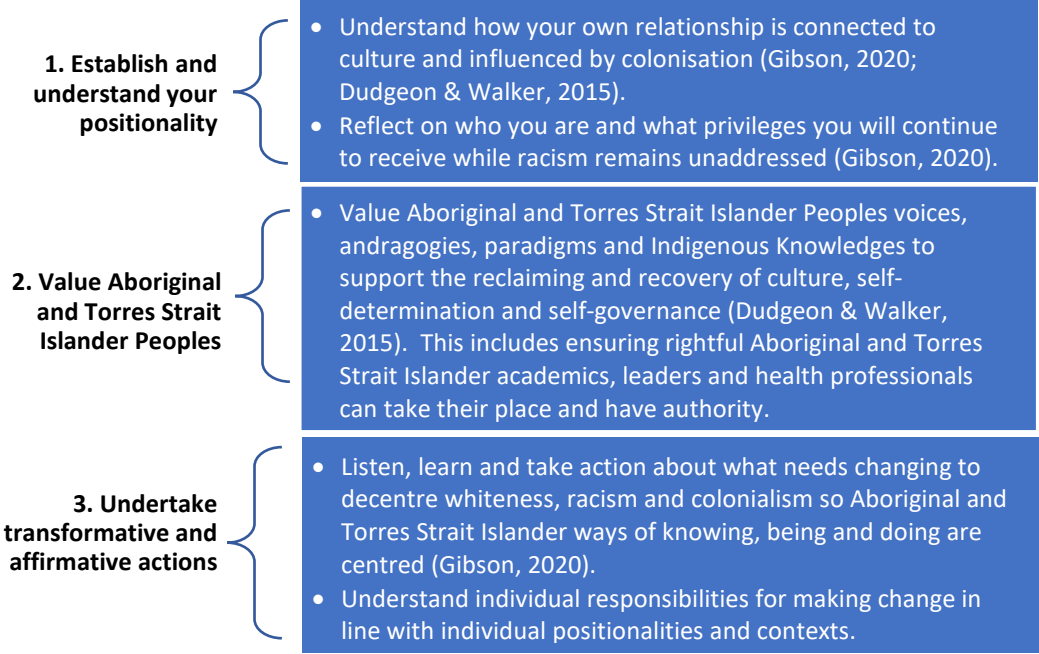 1. Establish and
understand your
positionality
• Understand how your own relationship is connected to
culture and influenced by colonisation (Gibson, 2020;
Dudgeon & Walker, 2015).
• Reflect on who you are and what privileges you will continue
to receive while racism remains unaddressed (Gibson, 2020).
2. Value Aboriginal
and Torres Strait
Islander Peoples
• Value Aboriginal and Torres Strait Islander Peoples voices,
andragogies, paradigms and Indigenous Knowledges to
support the reclaiming and recovery of culture, self-
determination and self-governance (Dudgeon & Walker,
2015).  This includes ensuring rightful Aboriginal and Torres
Strait Islander academics, leaders and health professionals
can take their place and have authority.
3. Undertake
transformative and
affirmative actions
• Listen, learn and take action about what needs changing to
decentre whiteness, racism and colonialism so Aboriginal and
Torres Strait Islander ways of knowing, being and doing are
centred (Gibson, 2020).
• Understand individual responsibilities for making change in
line with individual positionalities and contexts.